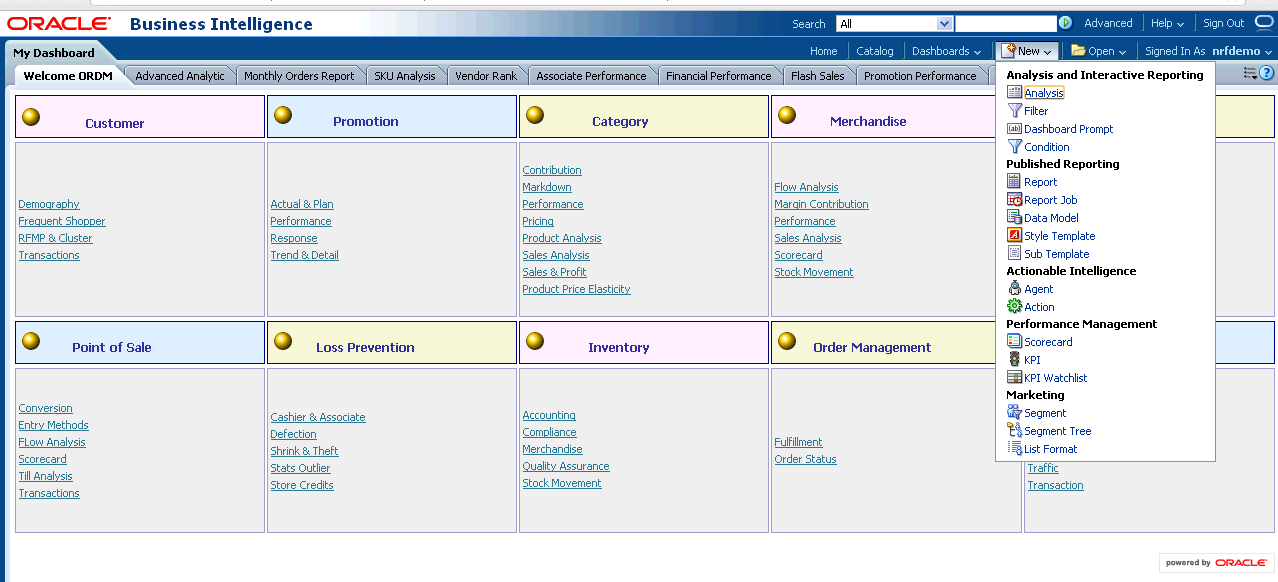 ORACLE® Business Intelligence
Search All Advanced Help Sign Out
My Dashboard
Home Catalog Dashboards New Open Signed In As nrfdemo
Welcome ORDM Advanced Analytic Monthly Orders Report SKU Analysis Vendor Rank Associate Performance Financial Performance Flash Sales Promotion Performance
Customer
Demography
Frequent Shopper
RFMP & Cluster
Transactions
Promotion
Actual & Plan
Performance
Response
Trend & Detail
Category
Contribution
Markdown
Performance
Pricing
Product Analysis
Sales Analysis
Sales & Profit
Product Price Elasticity
Merchandise
Flow Analysis
Margin Contribution
Performance
Sales Analysis
Scorecard
Stock Movement
Point of Sale
Conversion
Entry Methods
FLow Analysis
Scorecard
Till Analysis
Transactions
Loss Prevention
Cashier & Associate
Defection
Shrink & Theft
Stats Outlier
Store Credits
Inventory
Accounting
Compliance
Merchandise
Quality Assurance
Stock Movement
Order Management
Fulfillment
Order Status
Traffic
Transaction
Analysis and Interactive Reporting
Analysis
Filter
Dashboard Prompt
Condition
Published Reporting
Report
Report Job
Data Model
Style Template
Sub Template
Actionable Intelligence
Agent
Action
Performance Management
Scorecard
KPI
KPI Watchlist
Marketing
Segment
Segment Tree
List Format
powered by ORACLE®